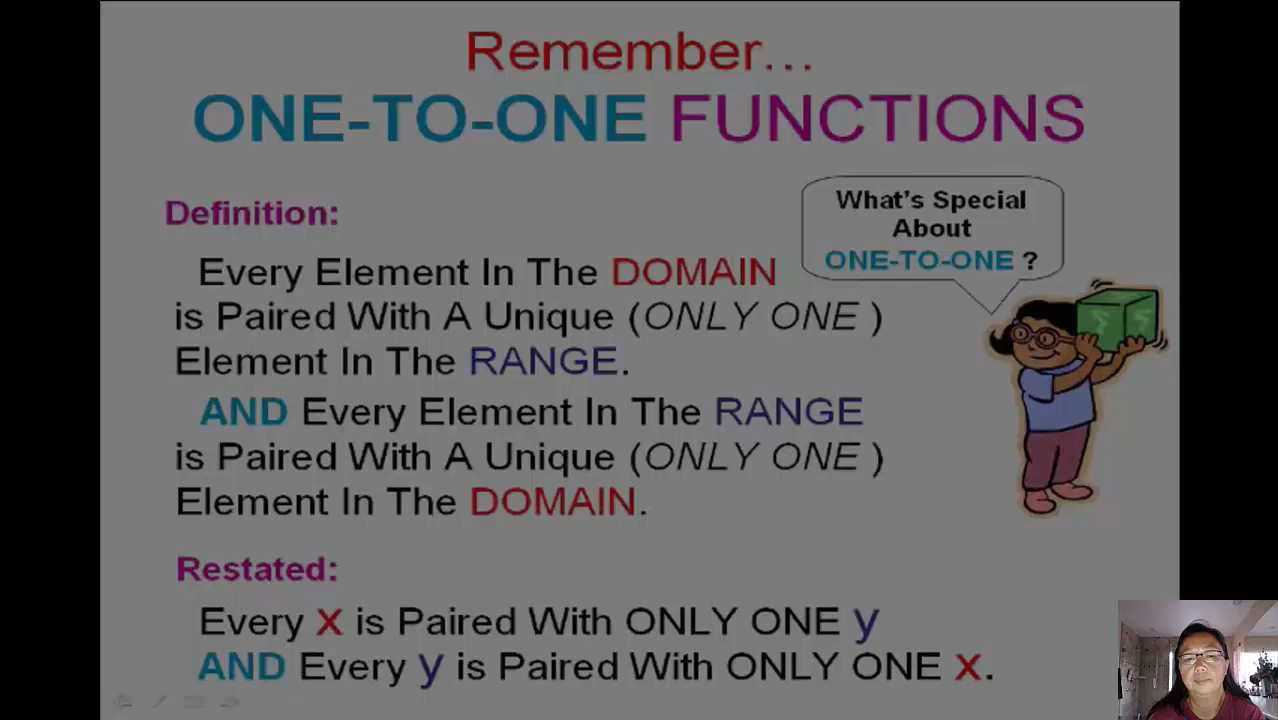 Remember…
ONE-TO-ONE FUNCTIONS
Definition:
What's Special
About
ONE-TO-ONE ?
Every Element In The DOMAIN
is Paired With A Unique (ONLY ONE )
Element In The RANGE.
AND Every Element In The RANGE
is Paired With A Unique (ONLY ONE )
Element In The DOMAIN.
Restated:
Every x is Paired With ONLY ONE y
AND Every y is Paired With ONLY ONE x.